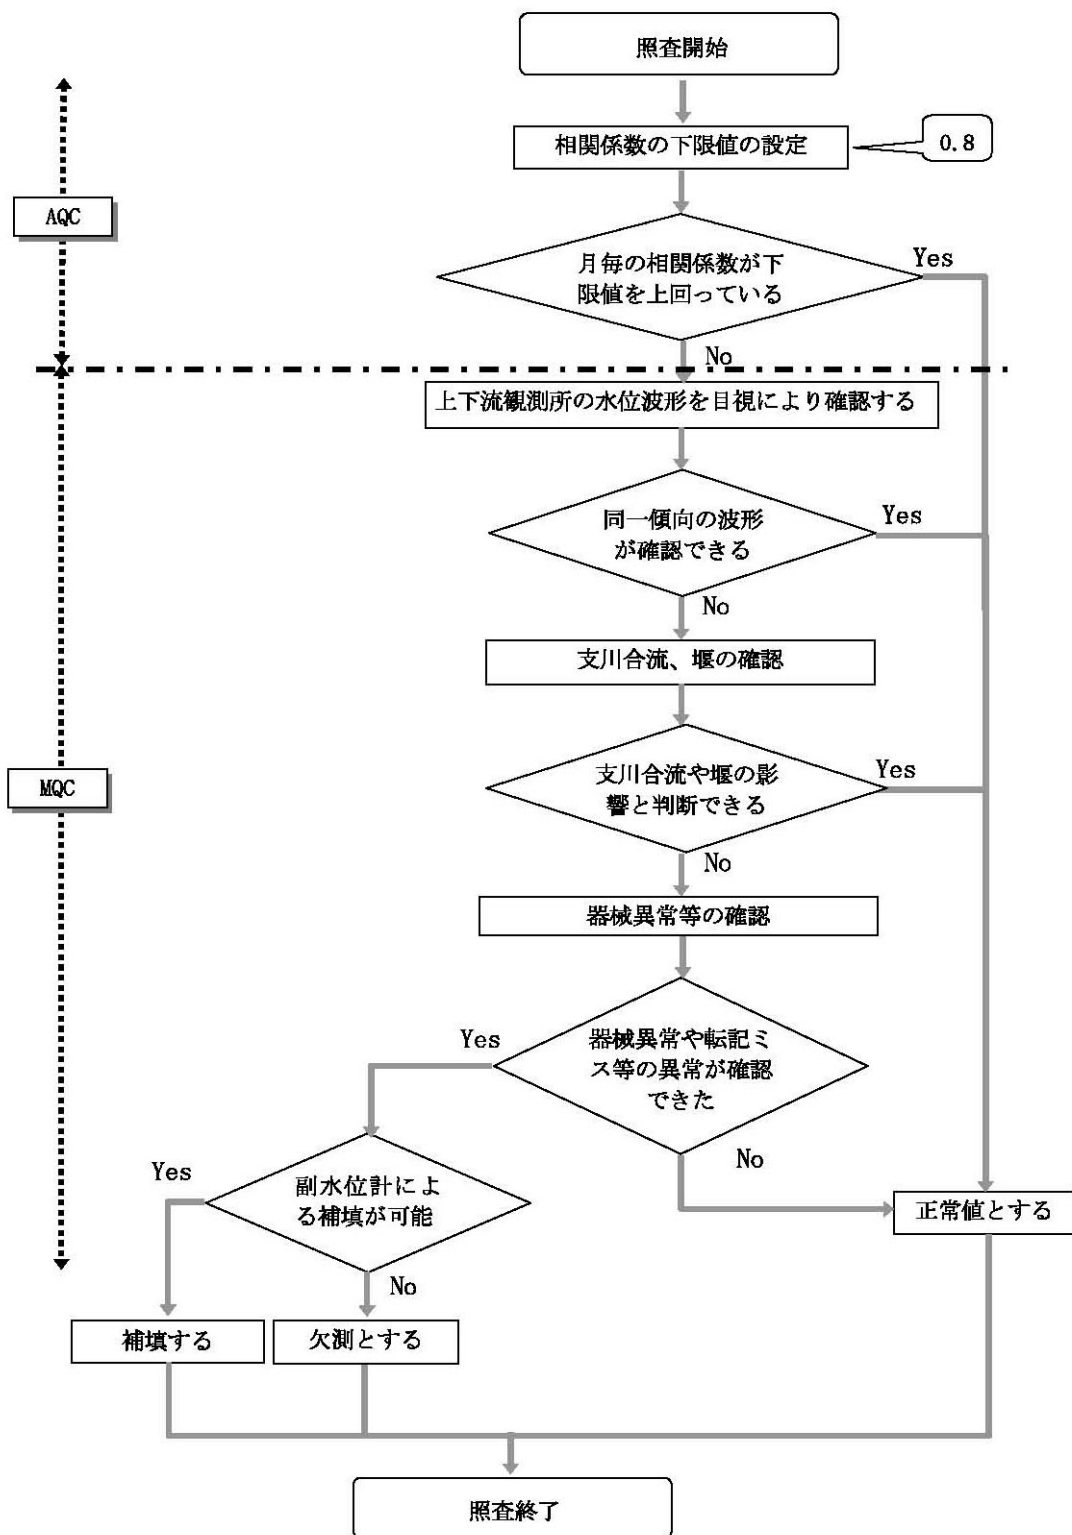 照査開始
相関係数の下限値の設定
0.8
AQC
月毎の相関係数が下
限値を上回っている
Yes
No
上下流観測所の水位波形を目視により確認する
同一傾向の波形
が確認できる
Yes
No
支川合流、堰の確認
MQC
支川合流や堰の影
響と判断できる
Yes
No
器械異常等の確認
器械異常や転記ミ
ス等の異常が確認
できた
Yes
No
副水位計によ
る補填が可能
Yes
No
正常値とする
補填する
欠測とする
照査終了